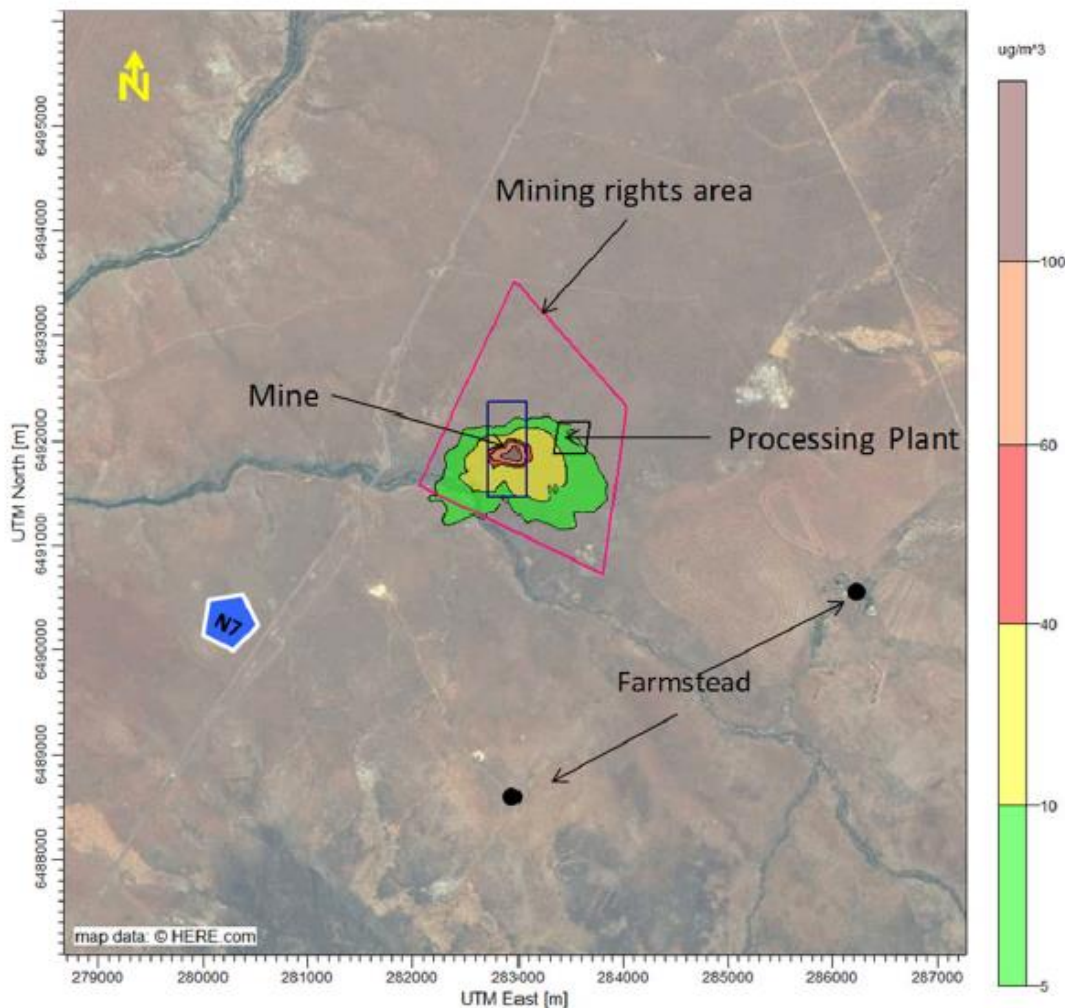 ug/m^3
N
Mining rights area
Mine
Processing Plant
10
N7
Farmstead
map data: © HERE.com
100
60
40
10
5
UTM North [m]
6495000
6494000
6493000
6492000
6491000
6490000
6489000
6488000
279000 280000 281000 282000 283000 284000 285000 286000 287000
UTM East [m]